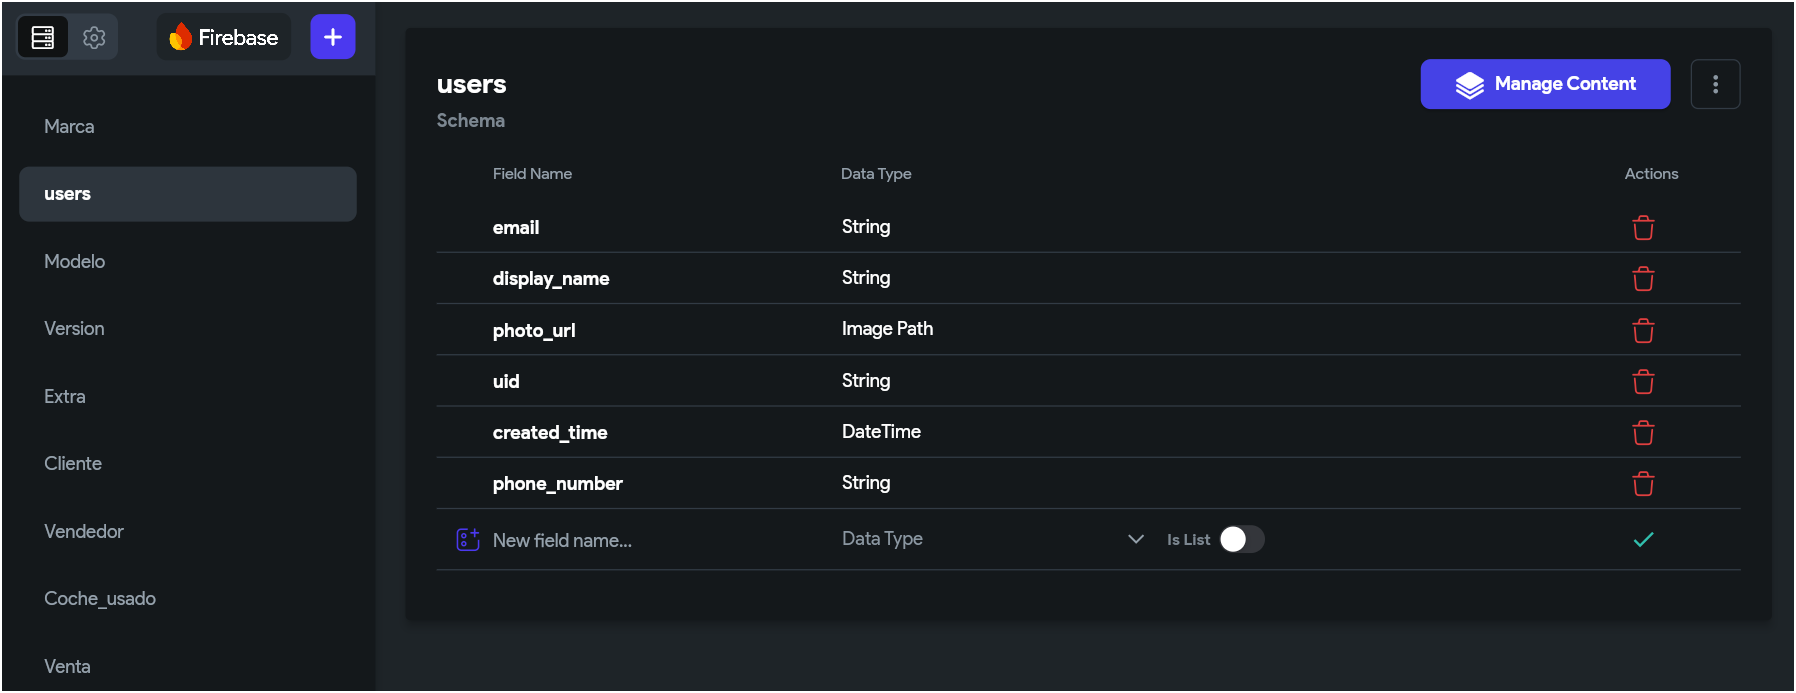 Firebase
Marca
users
Modelo
Version
Extra
Cliente
Vendedor
Coche_usado
Venta
users
Manage Content
Schema
Field Name Data Type Actions
email String
display_name String
photo_url Image Path
uid String
created_time DateTime
phone_number String
New field name... Data Type Is List